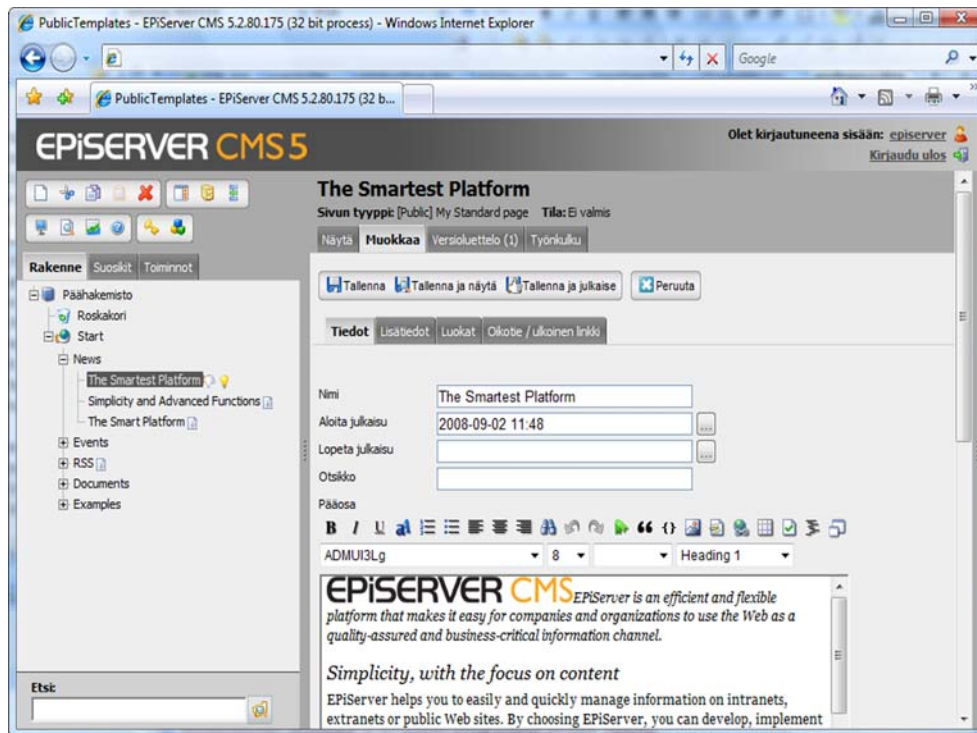 PublicTemplates - EPiServer CMS 5.2.80.175 (32 bit process) - Windows Internet Explorer
Google
PublicTemplates - EPiServer CMS 5.2.80.175 (32 b...
EPiSERVER CMS 5
Olet kirjautuneena sisään: episerver
Kirjaudu ulos
The Smartest Platform
Sivun tyyppi: [Public] My Standard page Tila: Ei valmis
Näytä Muokkaa Versioluettelo (1) Työnkulku
Rakenne Suosikit Toiminnot
Päähakemisto
Roskakori
Start
News
The Smartest Platform
Simplicity and Advanced Functions
The Smart Platform
Events
RSS
Documents
Examples
Etsi:
Tallenna Tallenna ja näytä Tallenna ja julkaise Peruuta
Tiedot Lisätiedot Luokat Oikotie / ulkoinen linkki
Nimi The Smartest Platform
Aloita julkaisu 2008-09-02 11:48 ...
Lopeta julkaisu ...
Otsikko
Pääosa
B I U
ADMUI3Lg 8 Heading 1
EPiSERVER CMS EPiServer is an efficient and flexible
platform that makes it easy for companies and organizations to use the Web as a
quality-assured and business-critical information channel.
Simplicity, with the focus on content
EPiServer helps you to easily and quickly manage information on intranets,
extranets or public Web sites. By choosing EPiServer, you can develop, implement